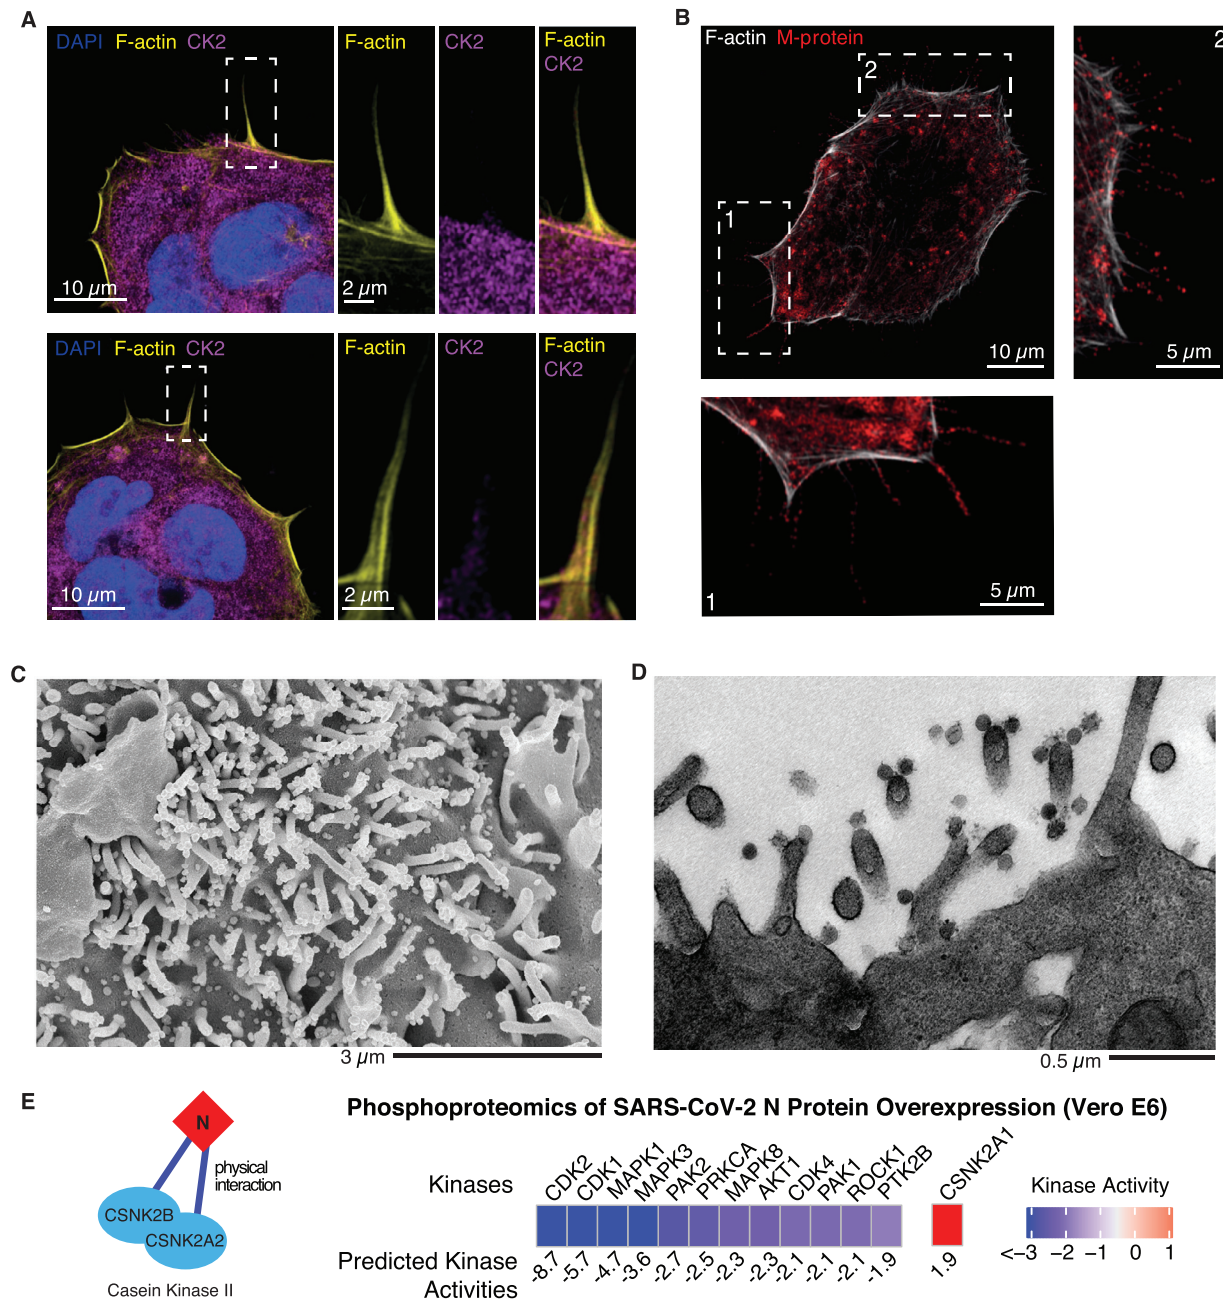 A
DAPI F-actin CK2
F-actin
CK2
F-actin
CK2
10 µm
2 µm
DAPI F-actin CK2
F-actin
CK2
F-actin
CK2
10 µm
2 µm
B
F-actin M-protein
2
1
10 µm
2
5 µm
1
5 µm
C
3 µm
D
0.5 µm
E
N
physical
interaction
CSNK2B
CSNK2A2
Casein Kinase II
Phosphoproteomics of SARS-CoV-2 N Protein Overexpression (Vero E6)
Kinases
CDK2 CDK1 MAPK1 MAPK3 PAK2 PRKCA MAPK8 AKT1 CDK4 PAK1 ROCK1 PTK2B CSNK2A1
Predicted Kinase
Activities
-8.7 -5.7 -4.7 -3.6 -2.7 -2.5 -2.3 -2.3 -2.1 -2.1 -2.1 -1.9 1.9
Kinase Activity
<-3 -2 -1 0 1